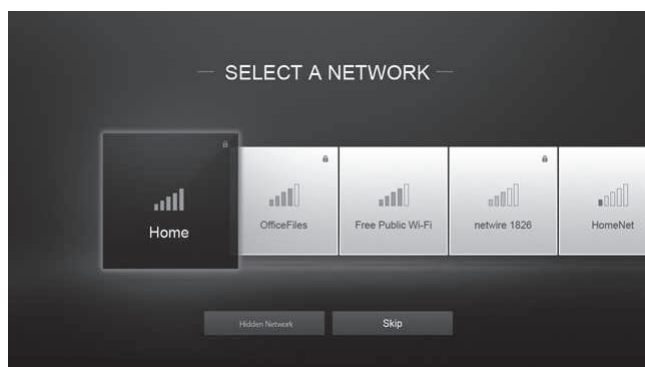 SELECT A NETWORK
Home
OfficeFiles
Free Public Wi-Fi
netwire 1826
HomeNet
Hidden Network
Skip